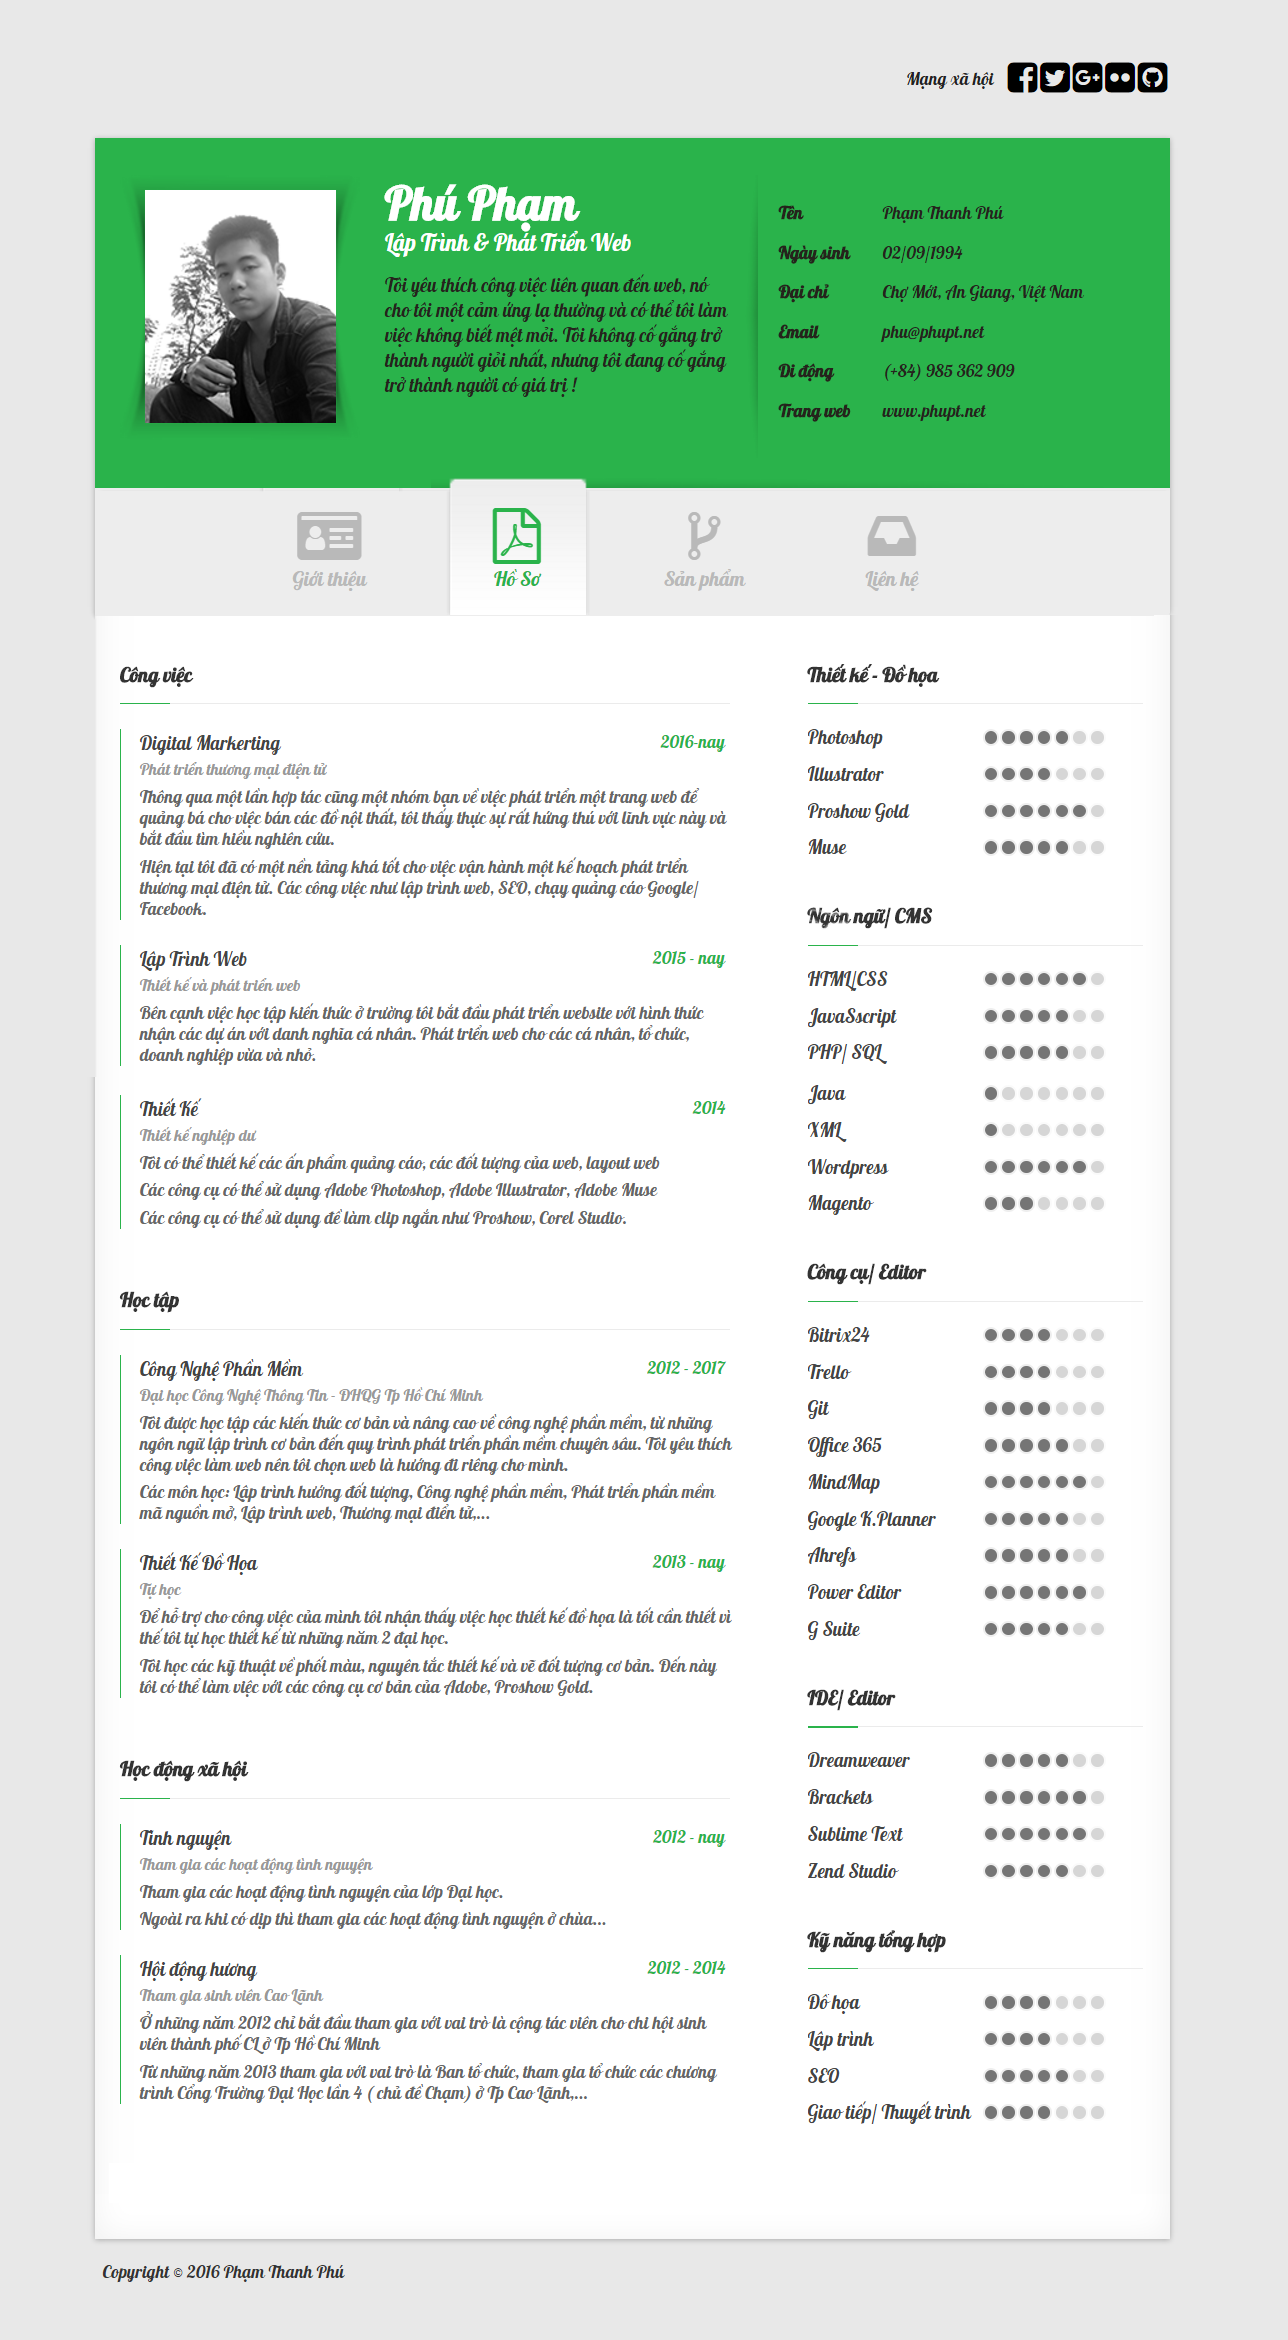 Mạng xã hội
Phú Phạm
Lập Trình & Phát Triển Web
Tôi yêu thích công việc liên quan đến web, nó
cho tôi một cảm ứng lạ thường và có thể tôi làm
việc không biết mệt mỏi. Tôi không cố gắng trở
thành người giỏi nhất, nhưng tôi đang cố gắng
trở thành người có giá trị !
Tên Phạm Thanh Phú
Ngày sinh 02/09/1994
Đại chỉ Chợ Mới, An Giang, Việt Nam
Email phu@phupt.net
Di động (+84) 985 362 909
Trang web www.phupt.net
Giới thiệu
Hồ Sơ
Sản phẩm
Liên hệ
Công việc
Digital Markerting 2016-nay
Phát triển thương mại điện tử
Thông qua một lần hợp tác cũng một nhóm bạn về việc phát triển một trang web để
quảng bá cho việc bán các đồ nội thất, tôi thấy thực sự rất hứng thú với lĩnh vực này và
bắt đầu tìm hiểu nghiên cứu.
HIện tại tôi đã có một nền tảng khá tốt cho việc vận hành một kế hoạch phát triển
thương mại điện tử. Các công việc như lập trình web, SEO, chạy quảng cáo Google/
Facebook.
Lập Trình Web 2015 - nay
Thiết kế và phát triển web
Bên cạnh việc học tập kiến thức ở trường tôi bắt đầu phát triển website với hình thức
nhận các dự án với danh nghĩa cá nhân. Phát triển web cho các cá nhân, tổ chức,
doanh nghiệp vừa và nhỏ.
Thiết Kế 2014
Thiết kế nghiệp dư
Tôi có thể thiết kế các ấn phẩm quảng cáo, các đối tượng của web, layout web
Các công cụ có thể sử dụng Adobe Photoshop, Adobe Illustrator, Adobe Muse
Các công cụ có thể sử dụng để làm clip ngắn như Proshow, Corel Studio.
Học tập
Công Nghệ Phần Mềm 2012 - 2017
Đại học Công Nghệ Thông Tin - ĐHQG Tp Hồ Chí Minh
Tôi được học tập các kiến thức cơ bản và nâng cao về công nghệ phần mềm, từ những
ngôn ngữ lập trình cơ bản đến quy trình phát triển phần mềm chuyên sâu. Tôi yêu thích
công việc làm web nên tôi chọn web là hướng đi riêng cho mình.
Các môn học: Lập trình hướng đối tượng, Công nghệ phần mềm, Phát triển phần mềm
mã nguồn mở, Lập trình web, Thương mại điển tử,...
Thiết Kế Đồ Họa 2013 - nay
Tự học
Để hỗ trợ cho công việc của mình tôi nhận thấy việc học thiết kế đồ họa là tối cần thiết vì
thế tôi tự học thiết kế từ những năm 2 đại học.
Tôi học các kỹ thuật về phối màu, nguyên tắc thiết kế và vẽ đối tượng cơ bản. Đến này
tôi có thể làm việc với các công cụ cơ bản của Adobe, Proshow Gold.
Học động xã hội
Tình nguyện 2012 - nay
Tham gia các hoạt động tình nguyện
Tham gia các hoạt động tình nguyện của lớp Đại học.
Ngoài ra khi có dịp thì tham gia các hoạt động tình nguyện ở chùa...
Hội động hương 2012 - 2014
Tham gia sinh viên Cao Lãnh
Ở những năm 2012 chỉ bắt đầu tham gia với vai trò là cộng tác viên cho chi hội sinh
viên thành phố CL ở Tp Hồ Chí Minh
Từ những năm 2013 tham gia với vai trò là Ban tổ chức, tham gia tổ chức các chương
trình Cổng Trường Đại Học lần 4 ( chủ đề Chạm) ở Tp Cao Lãnh,...
Thiết kế - Đồ họa
Photoshop
Illustrator
Proshow Gold
Muse
Ngôn ngữ/ CMS
HTML/CSS
JavaSscript
PHP/ SQL
Java
XML
Wordpress
Magento
Công cụ/ Editor
Bitrix24
Trello
Git
Office 365
MindMap
Google K.Planner
Ahrefs
Power Editor
G Suite
IDE/ Editor
Dreamweaver
Brackets
Sublime Text
Zend Studio
Kỹ năng tổng hợp
Đồ họa
Lập trình
SEO
Giao tiếp/ Thuyết trình
Copyright © 2016 Phạm Thanh Phú